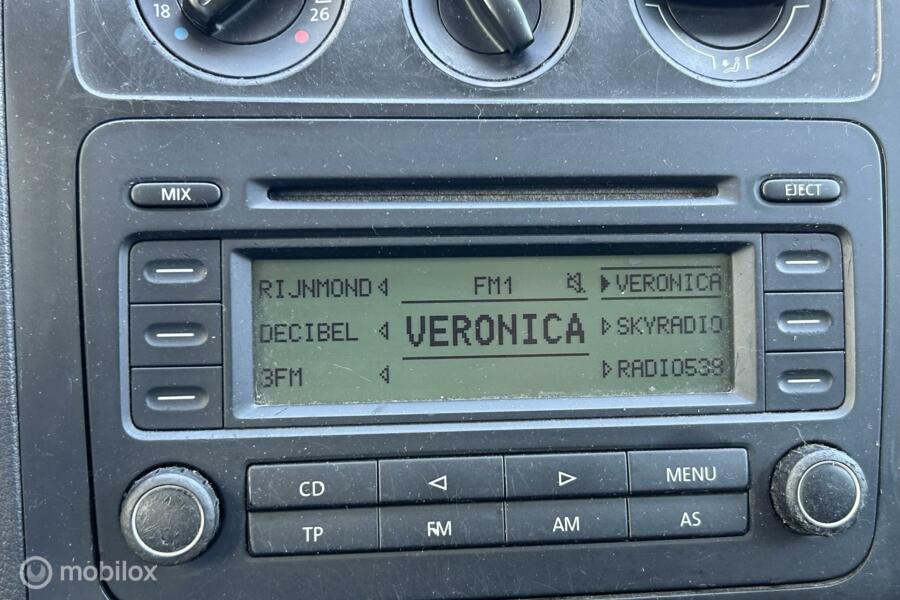 18 26
MIX EJECT
RIJNMOND FM1 VERONICA
DECIBEL VERONICA SKYRADIO
3FM RADIO538
CD MENU
TP FM AM AS
mobilox